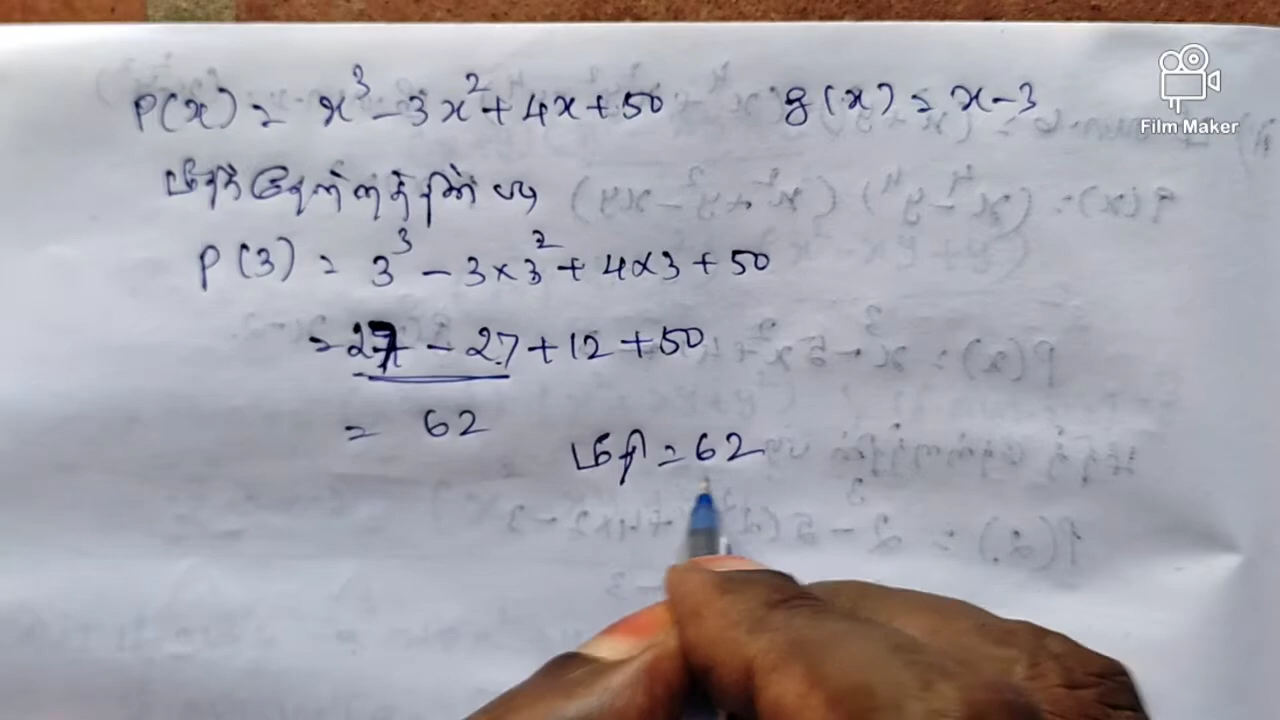 P(x) = x³ - 3x² + 4x + 50 g(x) = x - 3
Film Maker
மீதித் தேற்றத்தின் படி
P(3) = 3³ - 3×3² + 4×3 + 50
= 27 - 27 + 12 + 50
= 62
மீதி = 62